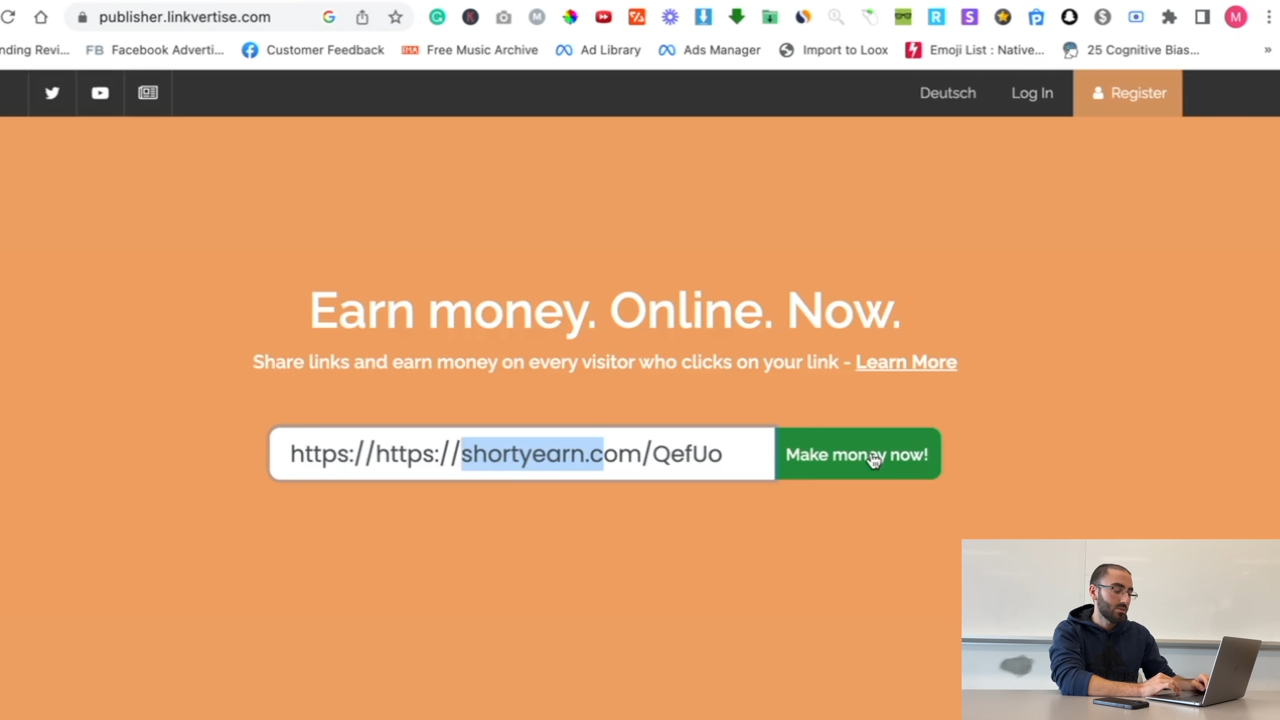 publisher.linkvertise.com
M
nding Revi...
FB Facebook Adverti...
Customer Feedback
Free Music Archive
Ad Library
Ads Manager
Import to Loox
Emoji List : Native...
25 Cognitive Bias...
»
Deutsch
Log In
Register
Earn money. Online. Now.
Share links and earn money on every visitor who clicks on your link - Learn More
https://https://shortyearn.com/QefUo
Make money now!